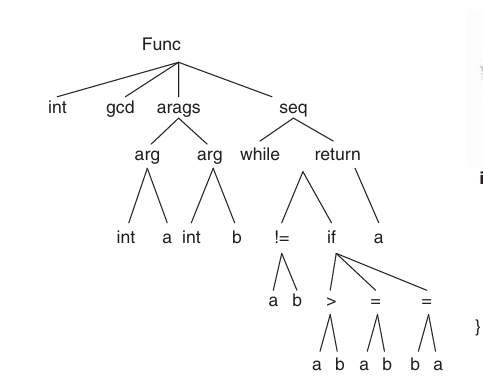 Func
int gcd arags seq
arg arg while return
int a int b != if a
a b > = =
}
a b a b b a